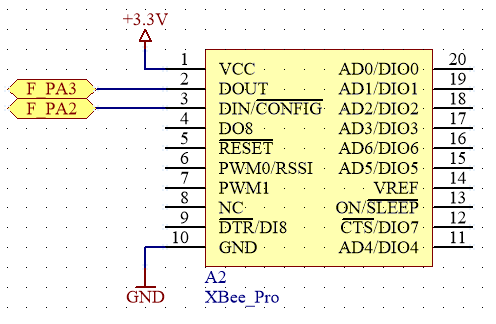 +3.3V
1 VCC AD0/DIO0 20
F_PA3 2 DOUT AD1/DIO1 19
F_PA2 3 DIN/CONFIG AD2/DIO2 18
4 DO8 AD3/DIO3 17
5 RESET AD6/DIO6 16
6 PWM0/RSSI AD5/DIO5 15
7 PWM1 VREF 14
8 NC ON/SLEEP 13
9 DTR/DI8 CTS/DIO7 12
10 GND AD4/DIO4 11
A2
GND XBee_Pro